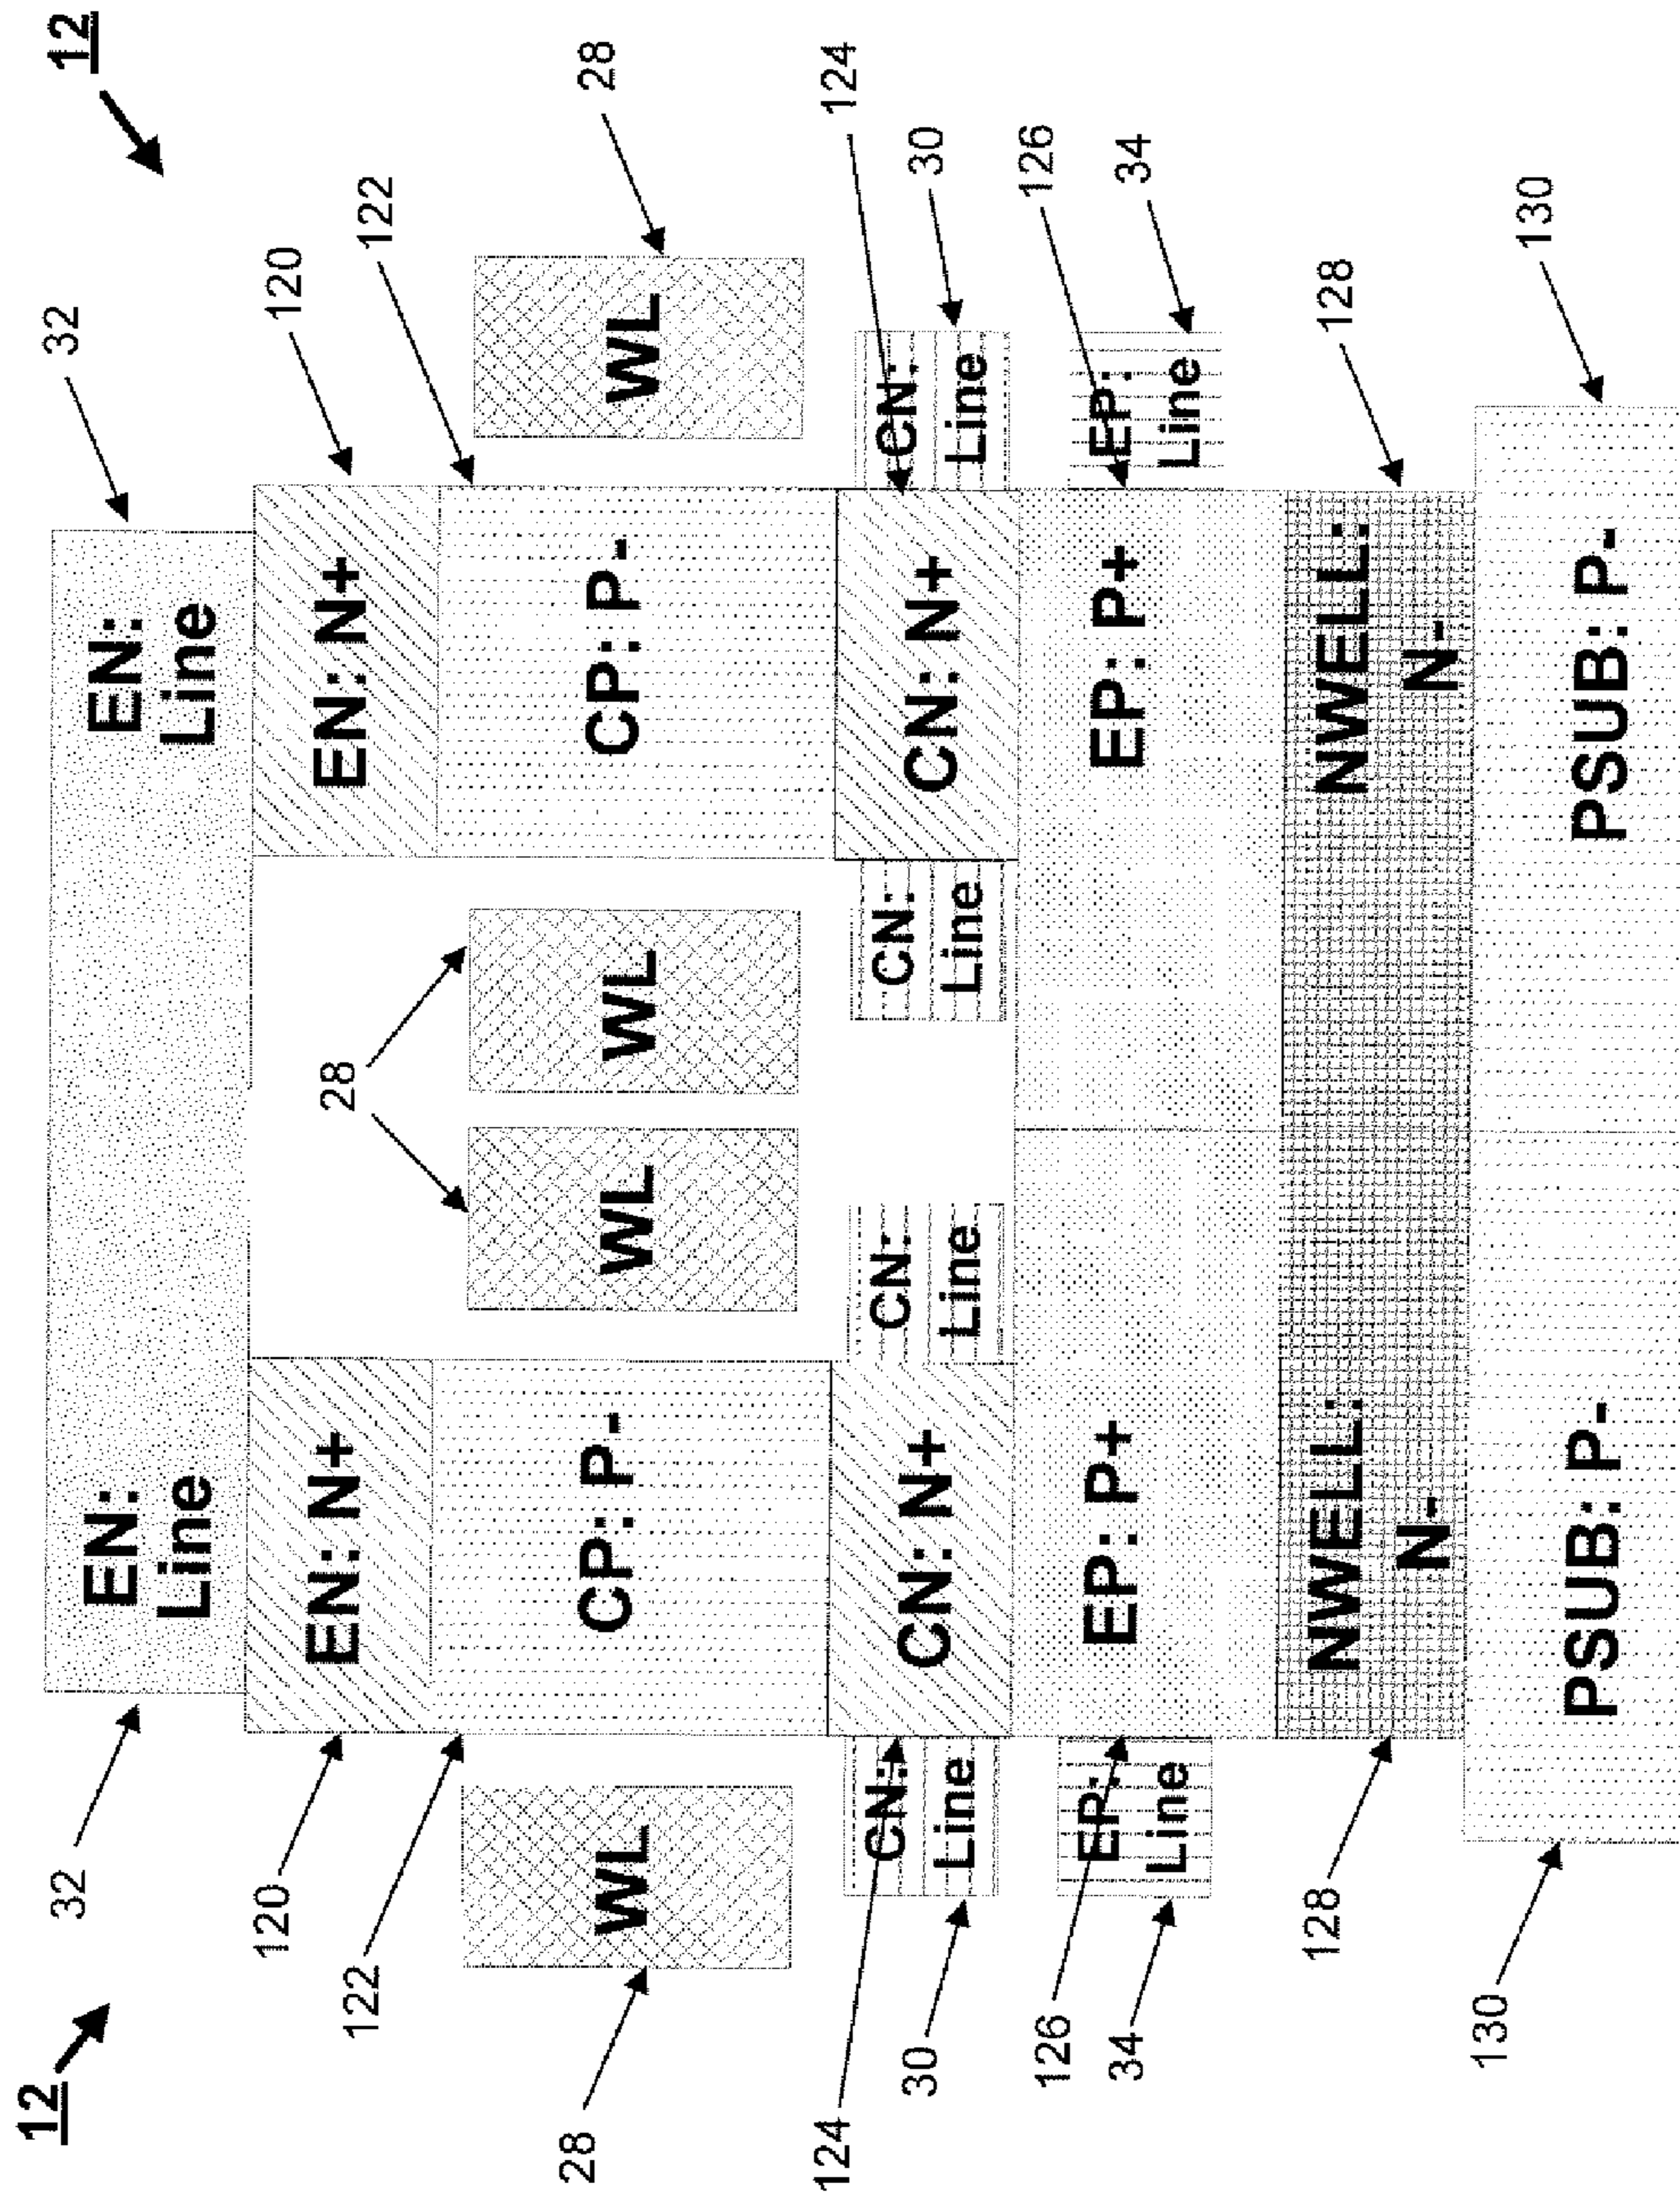 12
12
32
EN:
Line
EN:
Line
32
120
EN: N+
EN: N+
120
122
28
122
28
WL
CP: P-
WL
WL
CP: P-
WL
28
124
30
CN:
Line
CN: N+
CN:
Line
CN:
Line
CN: N+
CN:
Line
124
30
126
34
EP:
Line
EP: P+
EP: P+
EP:
Line
126
34
128
NWELL:
N-
NWELL:
N-
128
130
PSUB: P-
PSUB: P-
130